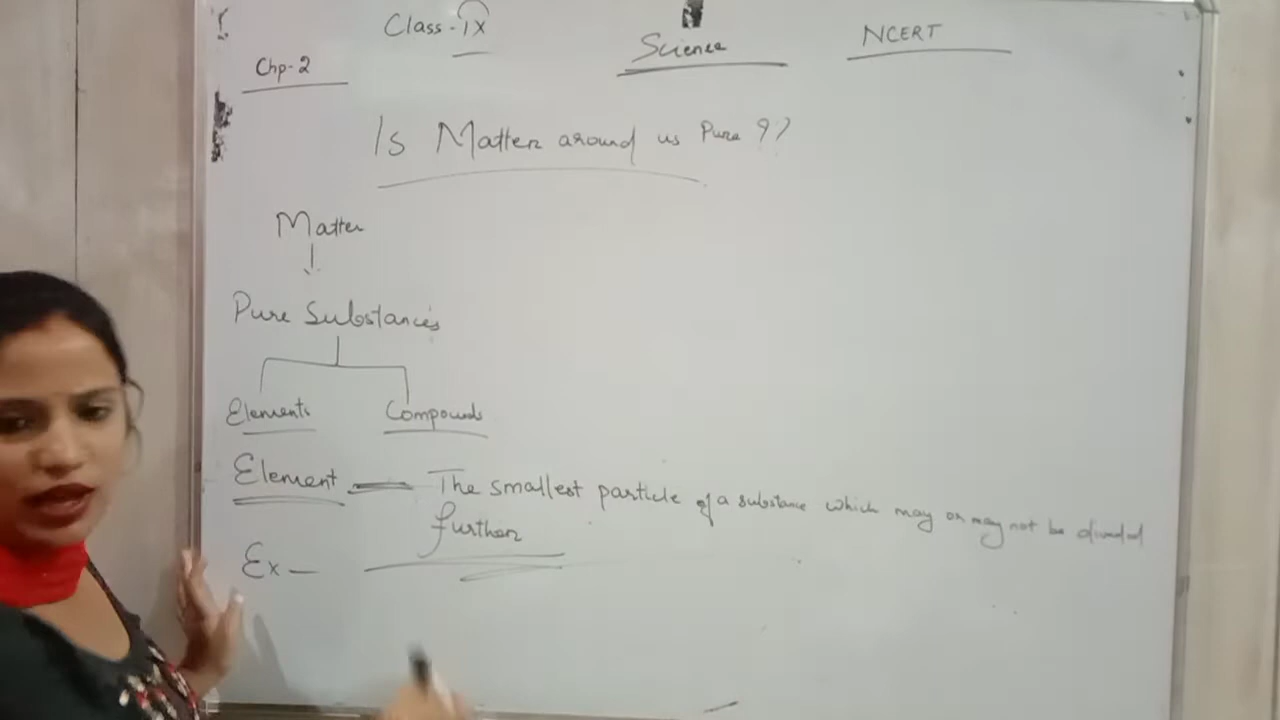 Class-IX
Science
NCERT
Chp-2
Is Matter around us Pure ??
Matter
Pure Substances
Elements
Compounds
Element — The smallest particle of a substance which may or may not be divided
further
Ex —